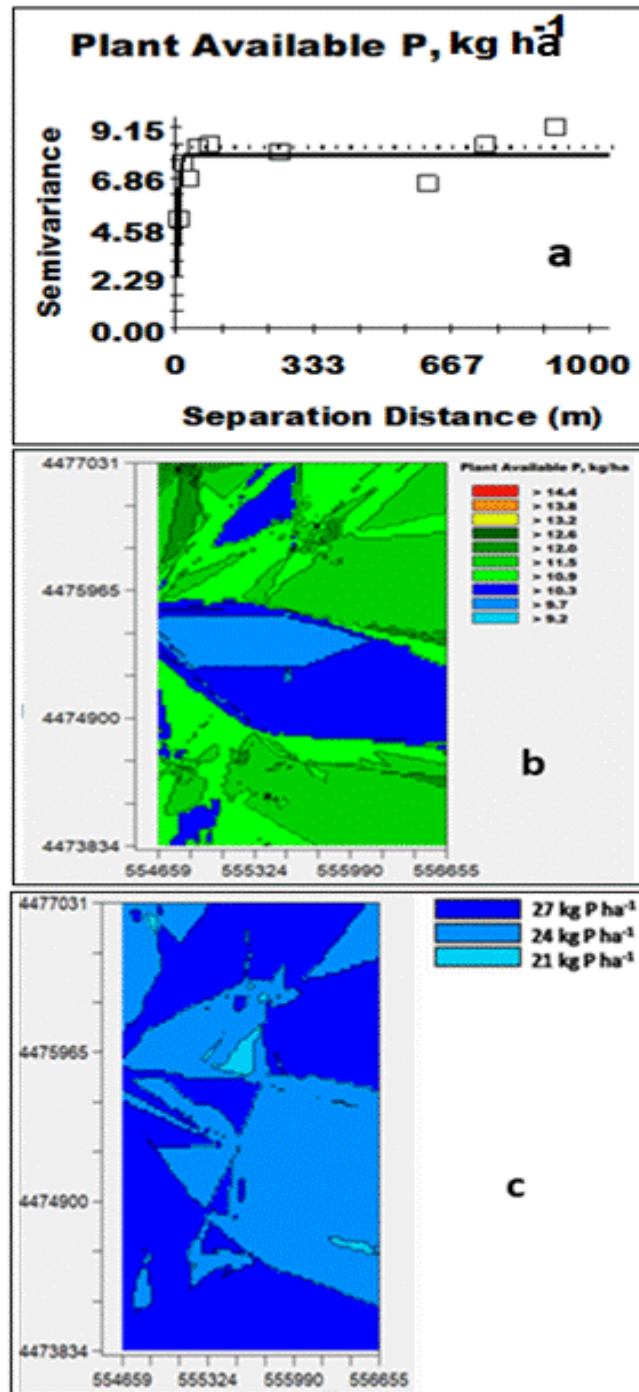 Plant Available P, kg ha-1
Semivariance
9.15
6.86
4.58
2.29
0.00
a
0 333 667 1000
Separation Distance (m)
Plant Available P, kg/ha
> 14.4
> 13.8
> 13.2
> 12.6
> 12.0
> 11.5
> 10.9
> 10.3
> 9.7
> 9.2
4477031
4475965
4474900
4473834
b
554659 555324 555990 556655
27 kg P ha-1
24 kg P ha-1
21 kg P ha-1
4477031
4475965
4474900
4473834
c
554659 555324 555990 556655